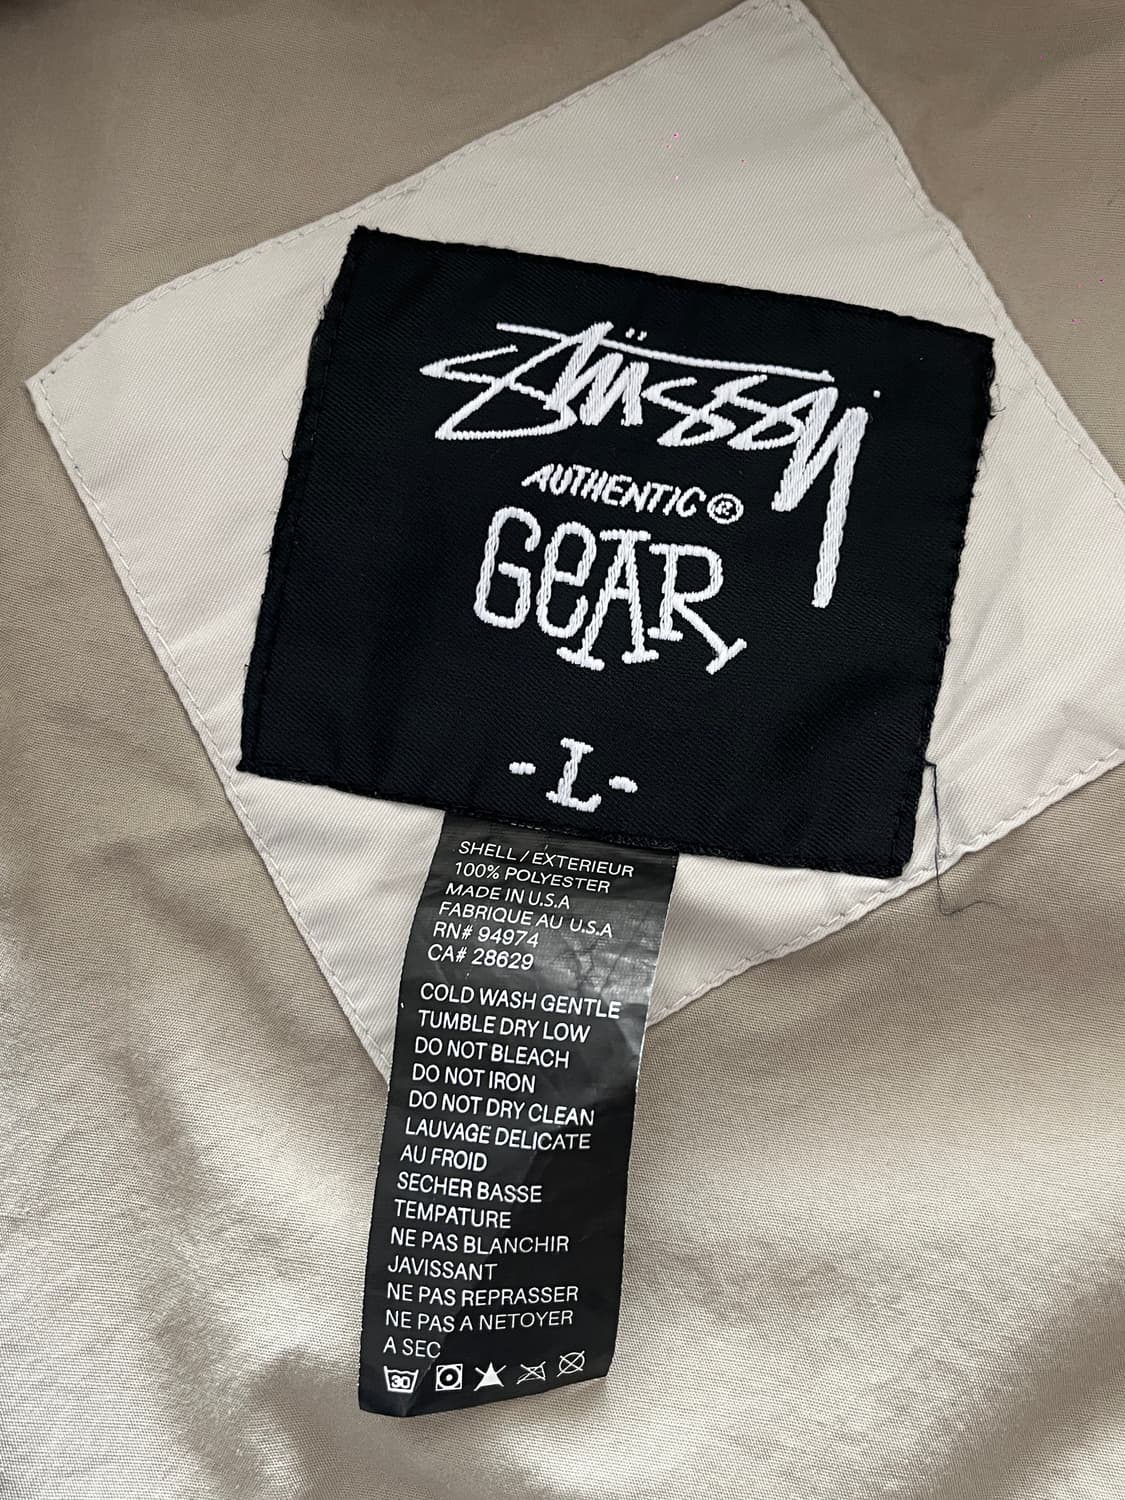 Stüssy
AUTHENTIC®
GeAR
-L-
SHELL / EXTERIEUR
100% POLYESTER
MADE IN U.S.A
FABRIQUE AU U.S.A
RN# 94974
CA# 28629
COLD WASH GENTLE
TUMBLE DRY LOW
DO NOT BLEACH
DO NOT IRON
DO NOT DRY CLEAN
LAUVAGE DELICATE
AU FROID
SECHER BASSE
TEMPATURE
NE PAS BLANCHIR
JAVISSANT
NE PAS REPRASSER
NE PAS A NETOYER
A SEC
30